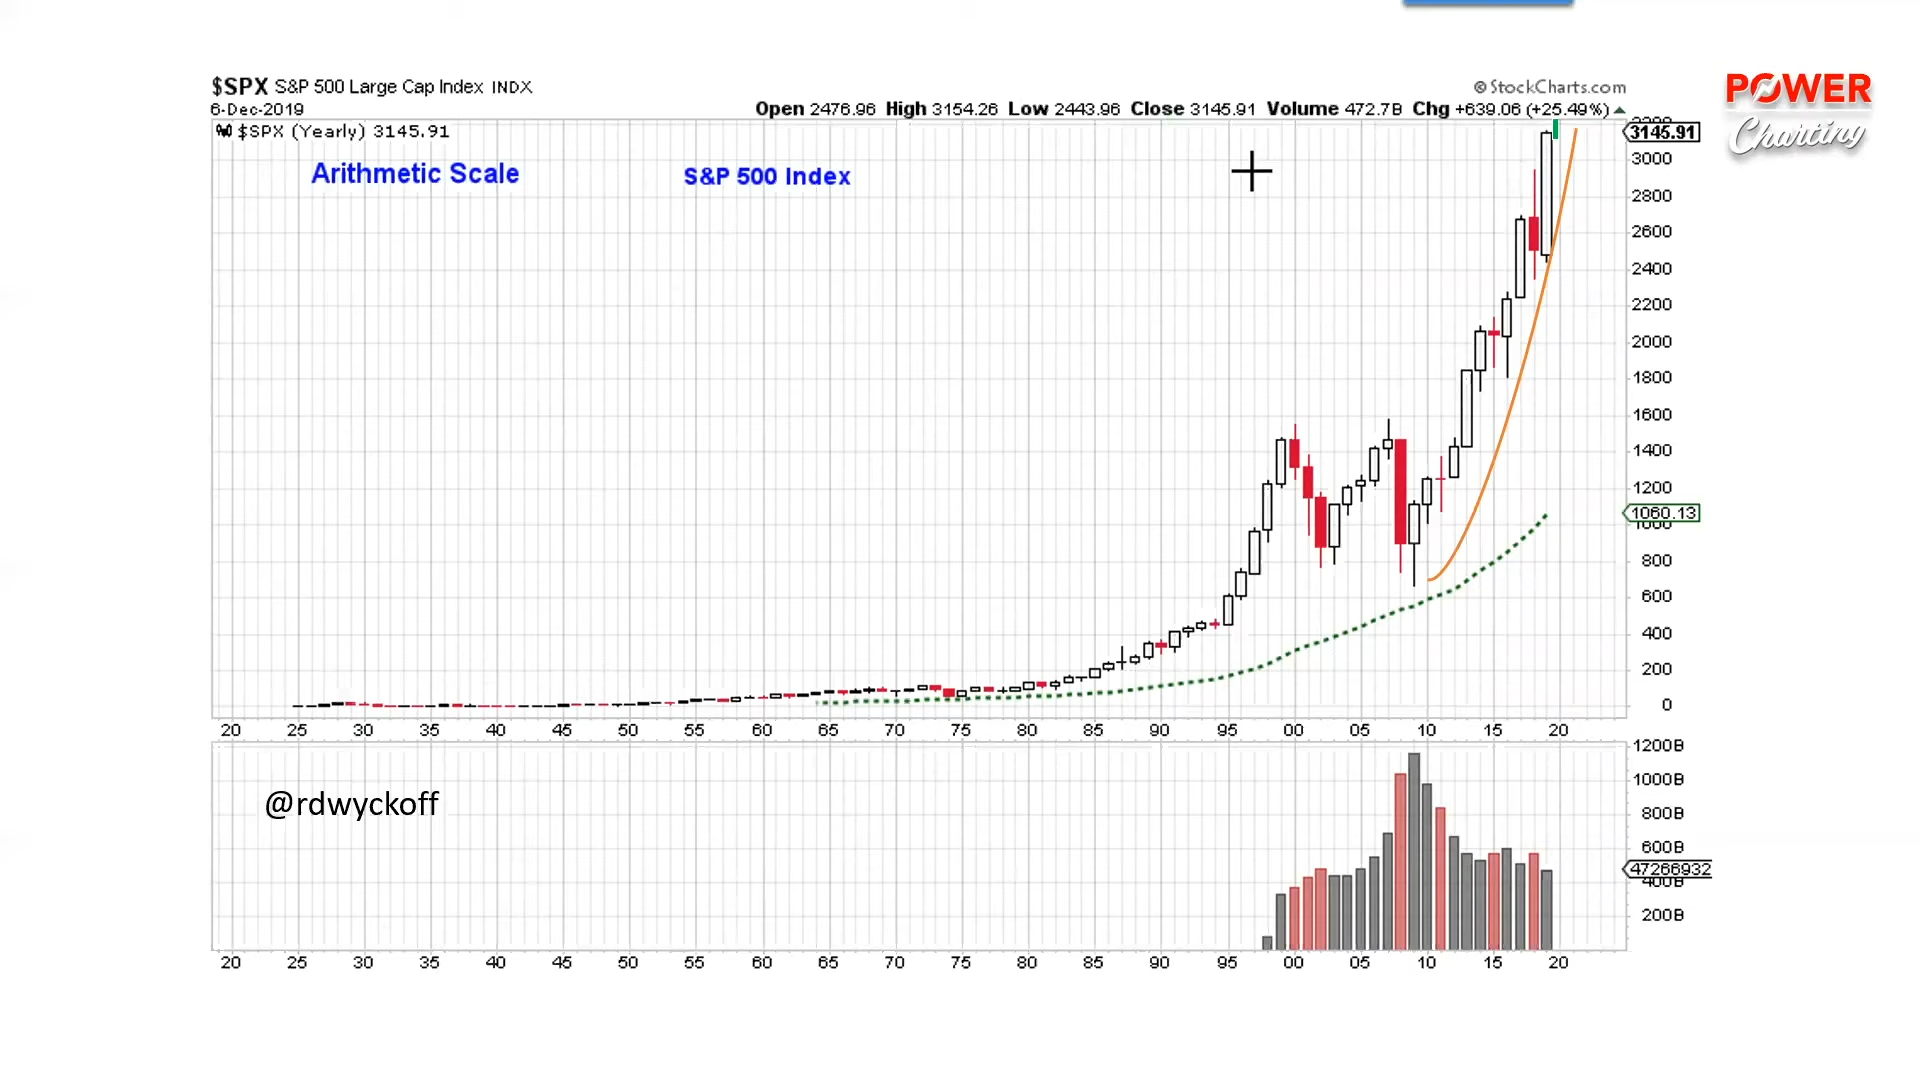 $SPX S&P 500 Large Cap Index INDX
© StockCharts.com
POWER
Charting
6-Dec-2019
Open 2476.96 High 3154.26 Low 2443.96 Close 3145.91 Volume 472.7B Chg +639.06 (+25.49%)
$SPX (Yearly) 3145.91
3145.91
Arithmetic Scale
S&P 500 Index
3000
2800
2600
2400
2200
2000
1800
1600
1400
1200
1060.13
1000
800
600
400
200
0
20 25 30 35 40 45 50 55 60 65 70 75 80 85 90 95 00 05 10 15 20
1200B
1000B
@rdwyckoff
800B
600B
47266932
400B
200B
20 25 30 35 40 45 50 55 60 65 70 75 80 85 90 95 00 05 10 15 20